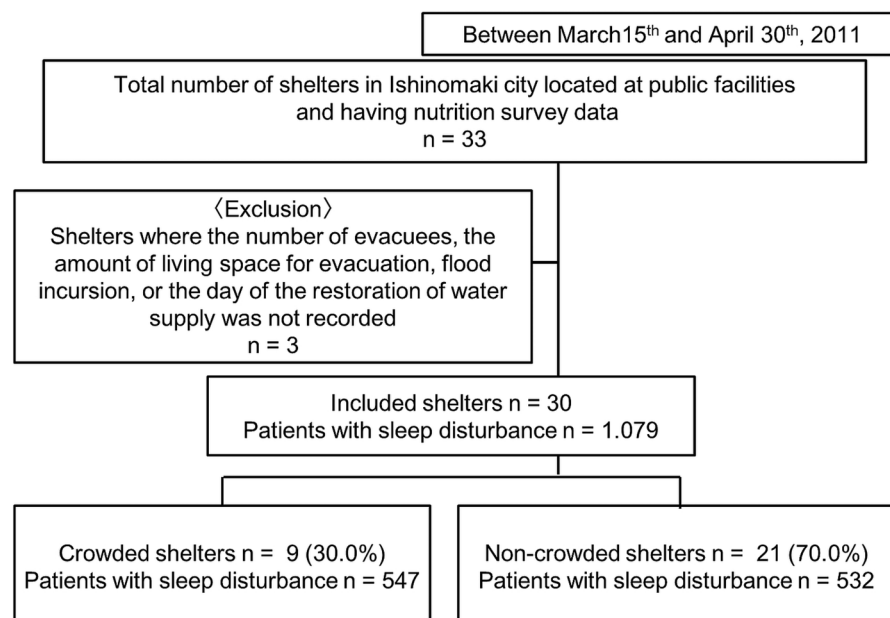 Between March15th and April 30th, 2011
Total number of shelters in Ishinomaki city located at public facilities
and having nutrition survey data
n = 33
〈Exclusion〉
Shelters where the number of evacuees, the
amount of living space for evacuation, flood
incursion, or the day of the restoration of water
supply was not recorded
n = 3
Included shelters n = 30
Patients with sleep disturbance n = 1.079
Crowded shelters n = 9 (30.0%)
Patients with sleep disturbance n = 547
Non-crowded shelters n = 21 (70.0%)
Patients with sleep disturbance n = 532